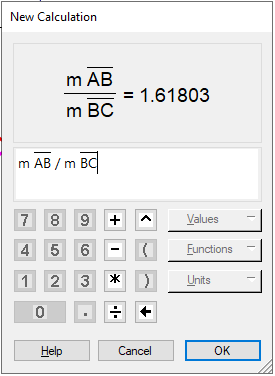 New Calculation
m AB
m BC
= 1.61803
m AB / m BC
7 8 9 + ^ Values
4 5 6 - ( Functions
1 2 3 * ) Units
0 . ÷ ←
Help Cancel OK